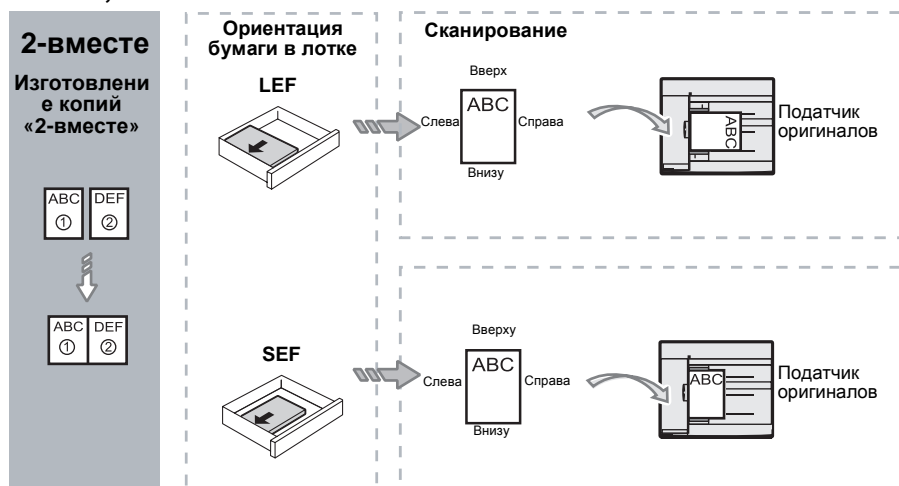 2-вместе
Изготовлени
е копий
«2-вместе»
ABC
①
DEF
②
ABC
①
DEF
②
Ориентация
бумаги в лотке
LEF
SEF
Сканирование
Вверх
Слева
ABC
Справа
Внизу
ABC
Податчик
оригиналов
Вверху
Слева
ABC
Справа
Внизу
ABC
Податчик
оригиналов